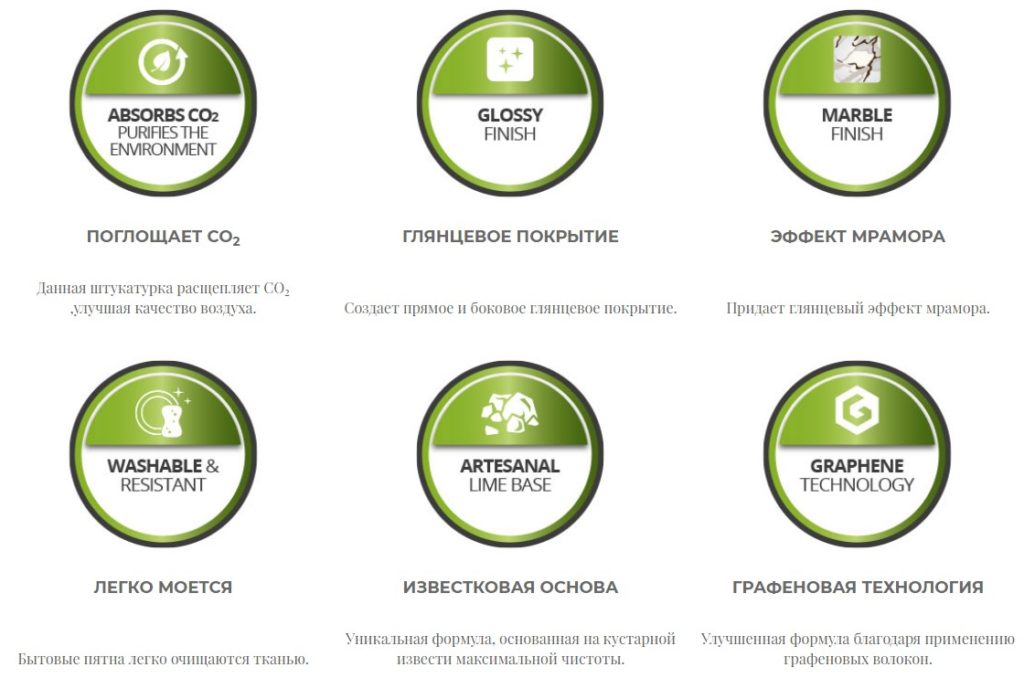 ABSORBS CO₂
PURIFIES THE
ENVIRONMENT
GLOSSY
FINISH
MARBLE
FINISH
ПОГЛОЩАЕТ CO₂
ГЛЯНЦЕВОЕ ПОКРЫТИЕ
ЭФФЕКТ МРАМОРА
Данная штукатурка расщепляет CO₂
,улучшая качество воздуха.
Создает прямое и боковое глянцевое покрытие.
Придает глянцевый эффект мрамора.
WASHABLE &
RESISTANT
ARTESANAL
LIME BASE
GRAPHENE
TECHNOLOGY
ЛЕГКО МОЕТСЯ
ИЗВЕСТКОВАЯ ОСНОВА
ГРАФЕНОВАЯ ТЕХНОЛОГИЯ
Бытовые пятна легко очищаются тканью.
Уникальная формула, основанная на кустарной
извести максимальной чистоты.
Улучшенная формула благодаря применению
графеновых волокон.